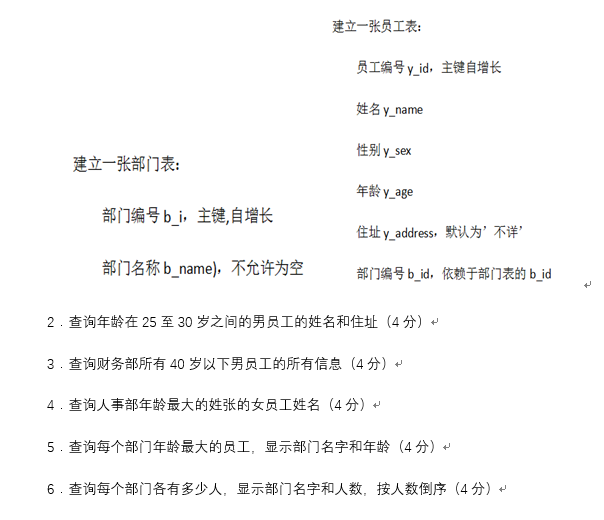 建立一张部门表:
部门编号 b_i，主键,自增长
部门名称 b_name)，不允许为空
建立一张员工表:
员工编号 y_id，主键自增长
姓名 y_name
性别 y_sex
年龄 y_age
住址 y_address，默认为’不详’
部门编号 b_id，依赖于部门表的 b_id
2．查询年龄在 25 至 30 岁之间的男员工的姓名和住址（4 分）
3．查询财务部所有 40 岁以下男员工的所有信息（4 分）
4．查询人事部年龄最大的姓张的女员工姓名（4 分）
5．查询每个部门年龄最大的员工，显示部门名字和年龄（4 分）
6．查询每个部门各有多少人，显示部门名字和人数，按人数倒序（4 分）